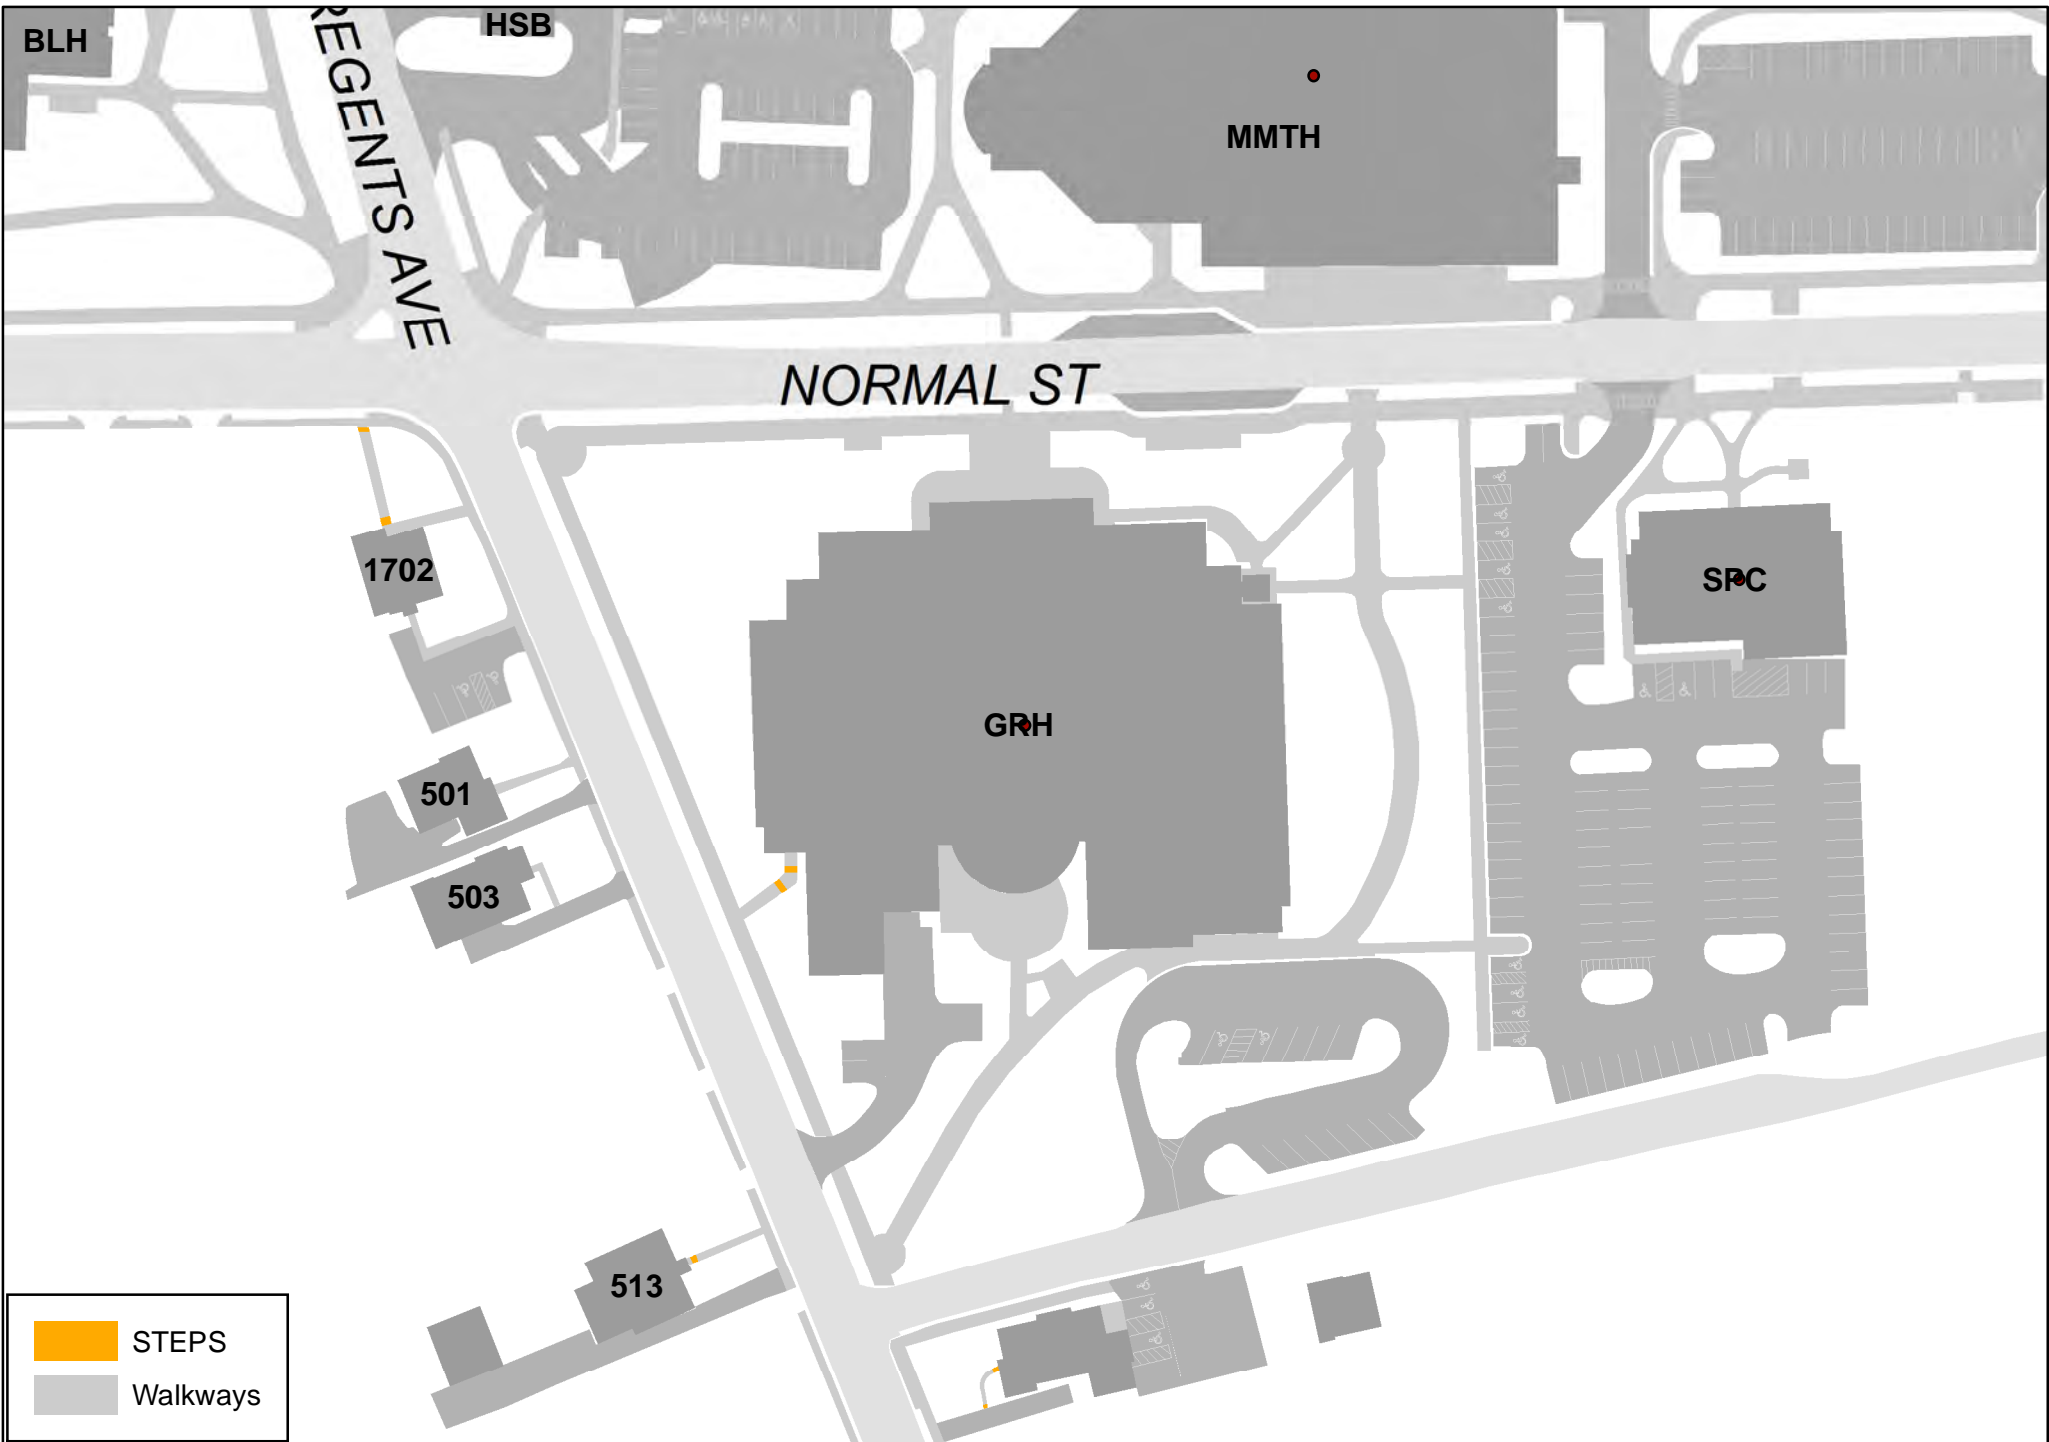 BLH
HSB
REGENTS AVE
MMTH
NORMAL ST
1702
SPC
GRH
501
503
513
STEPS
Walkways